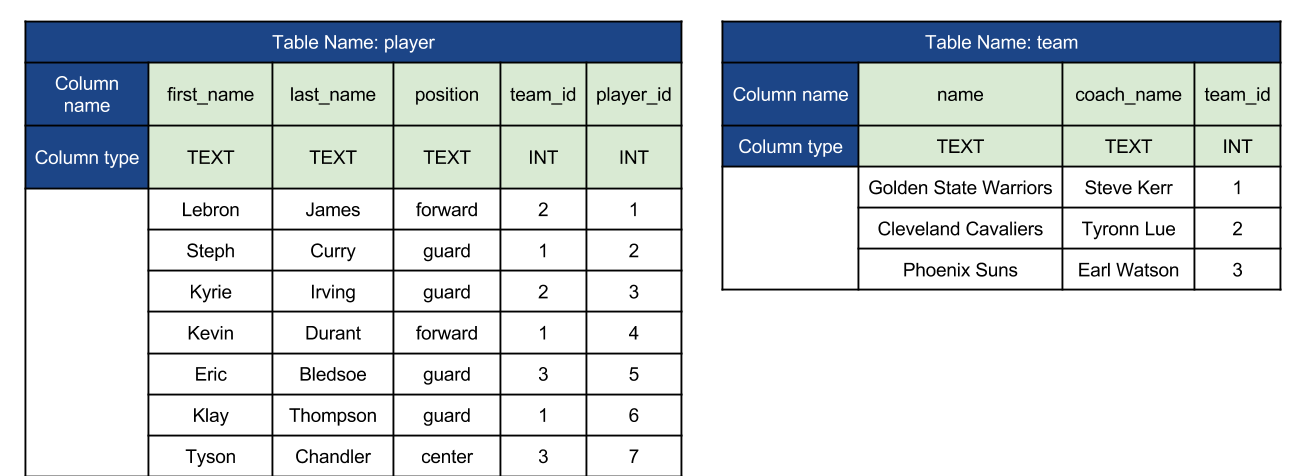 Table Name: player
Column name first_name last_name position team_id player_id
Column type TEXT TEXT TEXT INT INT
Lebron James forward 2 1
Steph Curry guard 1 2
Kyrie Irving guard 2 3
Kevin Durant forward 1 4
Eric Bledsoe guard 3 5
Klay Thompson guard 1 6
Tyson Chandler center 3 7
Table Name: team
Column name name coach_name team_id
Column type TEXT TEXT INT
Golden State Warriors Steve Kerr 1
Cleveland Cavaliers Tyronn Lue 2
Phoenix Suns Earl Watson 3